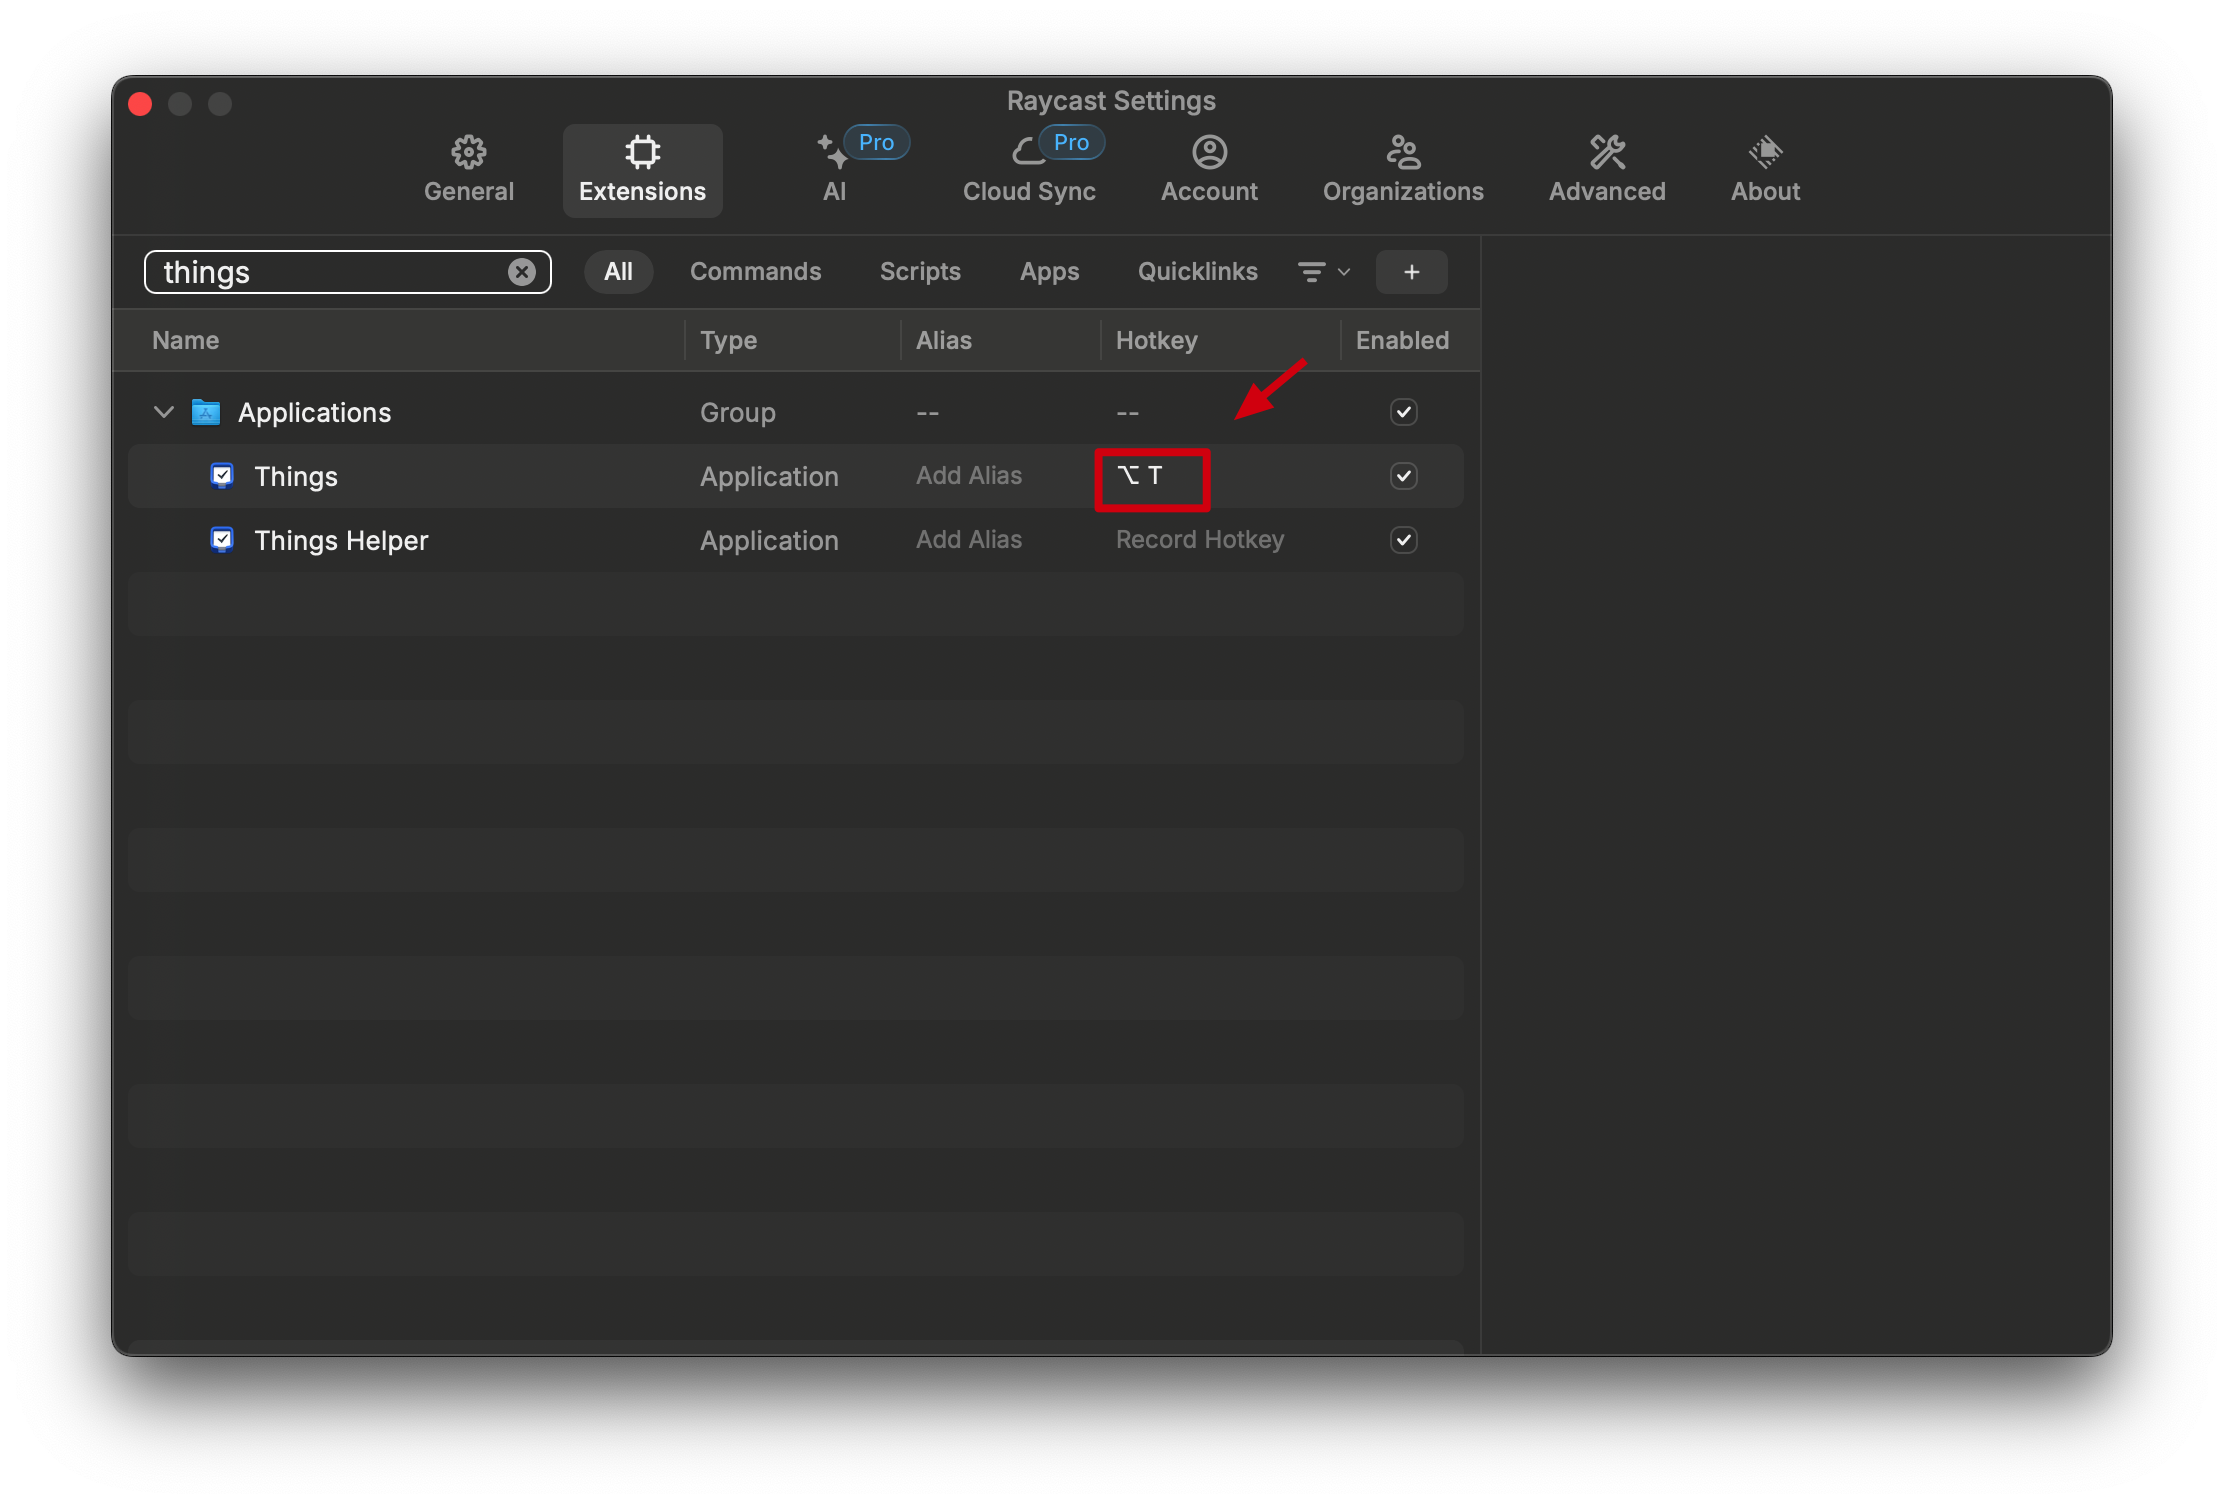 Raycast Settings
General
Extensions
AI
Pro
Cloud Sync
Pro
Account
Organizations
Advanced
About
things
All
Commands
Scripts
Apps
Quicklinks
+
Name Type Alias Hotkey Enabled
Applications Group -- --
Things Application Add Alias ⌥ T
Things Helper Application Add Alias Record Hotkey